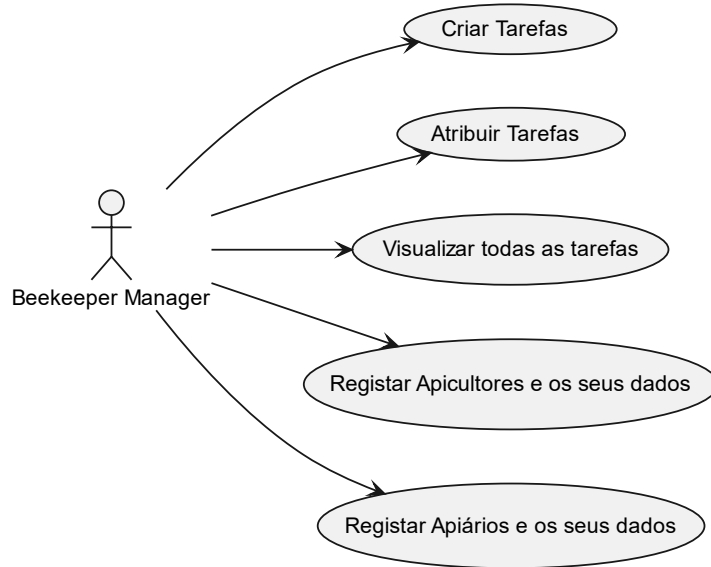 Criar Tarefas
Atribuir Tarefas
Visualizar todas as tarefas
Beekeeper Manager
Registar Apicultores e os seus dados
Registar Apiários e os seus dados